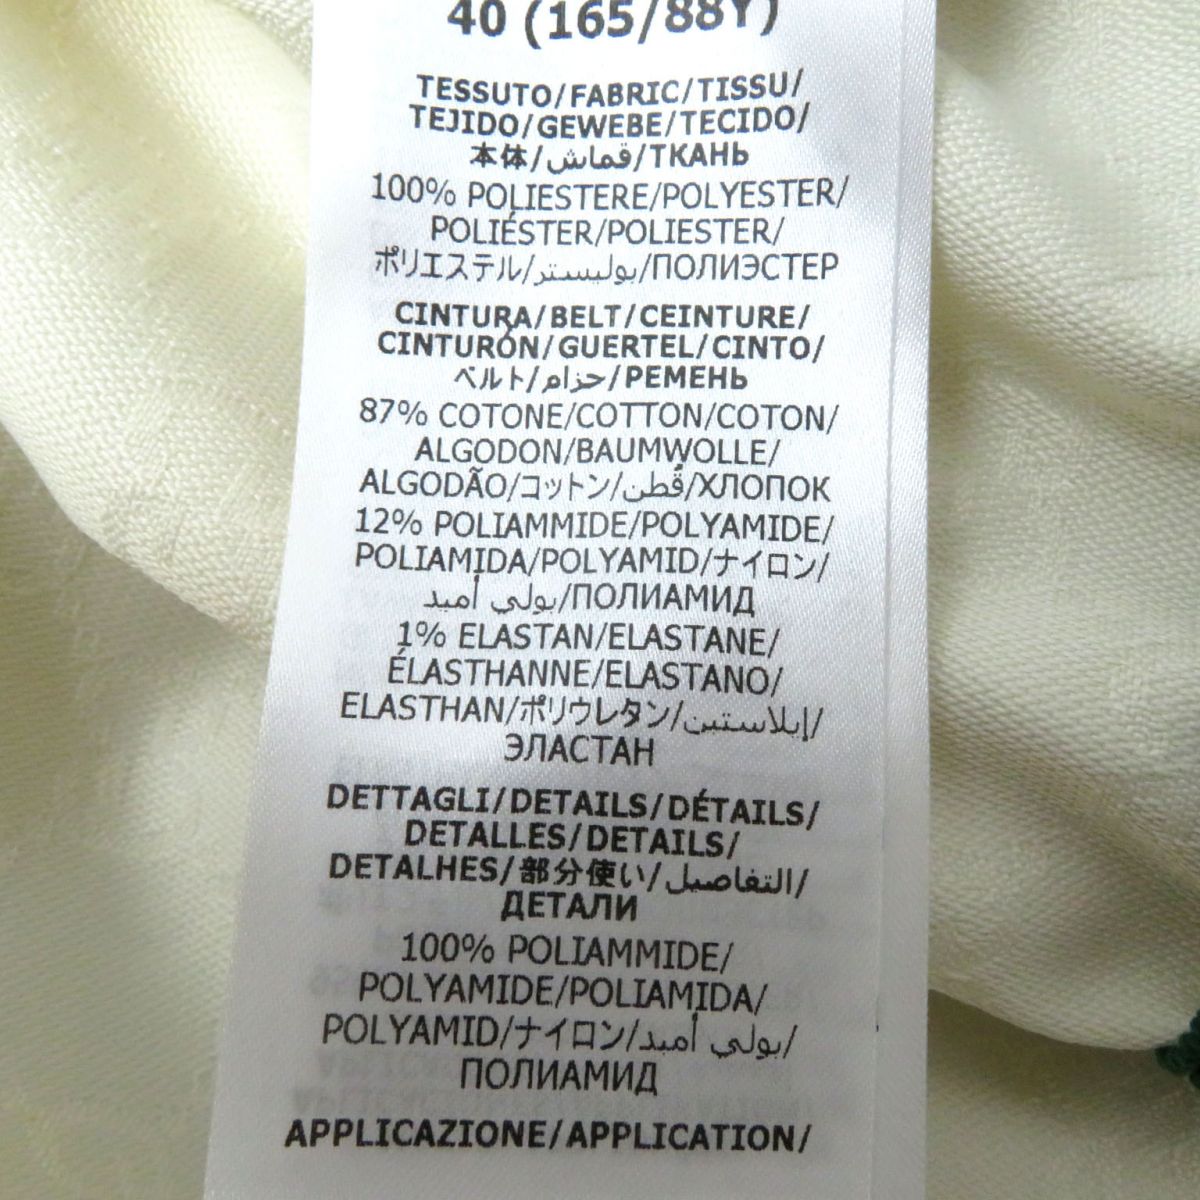 40 (165/88Y)
TESSUTO/FABRIC/TISSU/
TEJIDO/GEWEBE/TECIDO/
本体/قماش/ТКАНЬ
100% POLIESTERE/POLYESTER/
POLIÉSTER/POLIESTER/
ポリエステル/بوليستر/ПОЛИЭСТЕР
CINTURA/BELT/CEINTURE/
CINTURÓN/GUERTEL/CINTO/
ベルト/حزام/РЕМЕНЬ
87% COTONE/COTTON/COTON/
ALGODON/BAUMWOLLE/
ALGODÃO/コットン/قُطن/ХЛОПОК
12% POLIAMMIDE/POLYAMIDE/
POLIAMIDA/POLYAMID/ナイロン/
بولي أميد/ПОЛИАМИД
1% ELASTAN/ELASTANE/
ÉLASTHANNE/ELASTANO/
ELASTHAN/ポリウレタン/إيلاستين/
ЭЛАСТАН
DETTAGLI/DETAILS/DÉTAILS/
DETALLES/DETAILS/
DETALHES/部分使い/التفاصيل/
ДЕТАЛИ
100% POLIAMMIDE/
POLYAMIDE/POLIAMIDA/
POLYAMID/ナイロン/بولي أميد/
ПОЛИАМИД
APPLICAZIONE/APPLICATION/